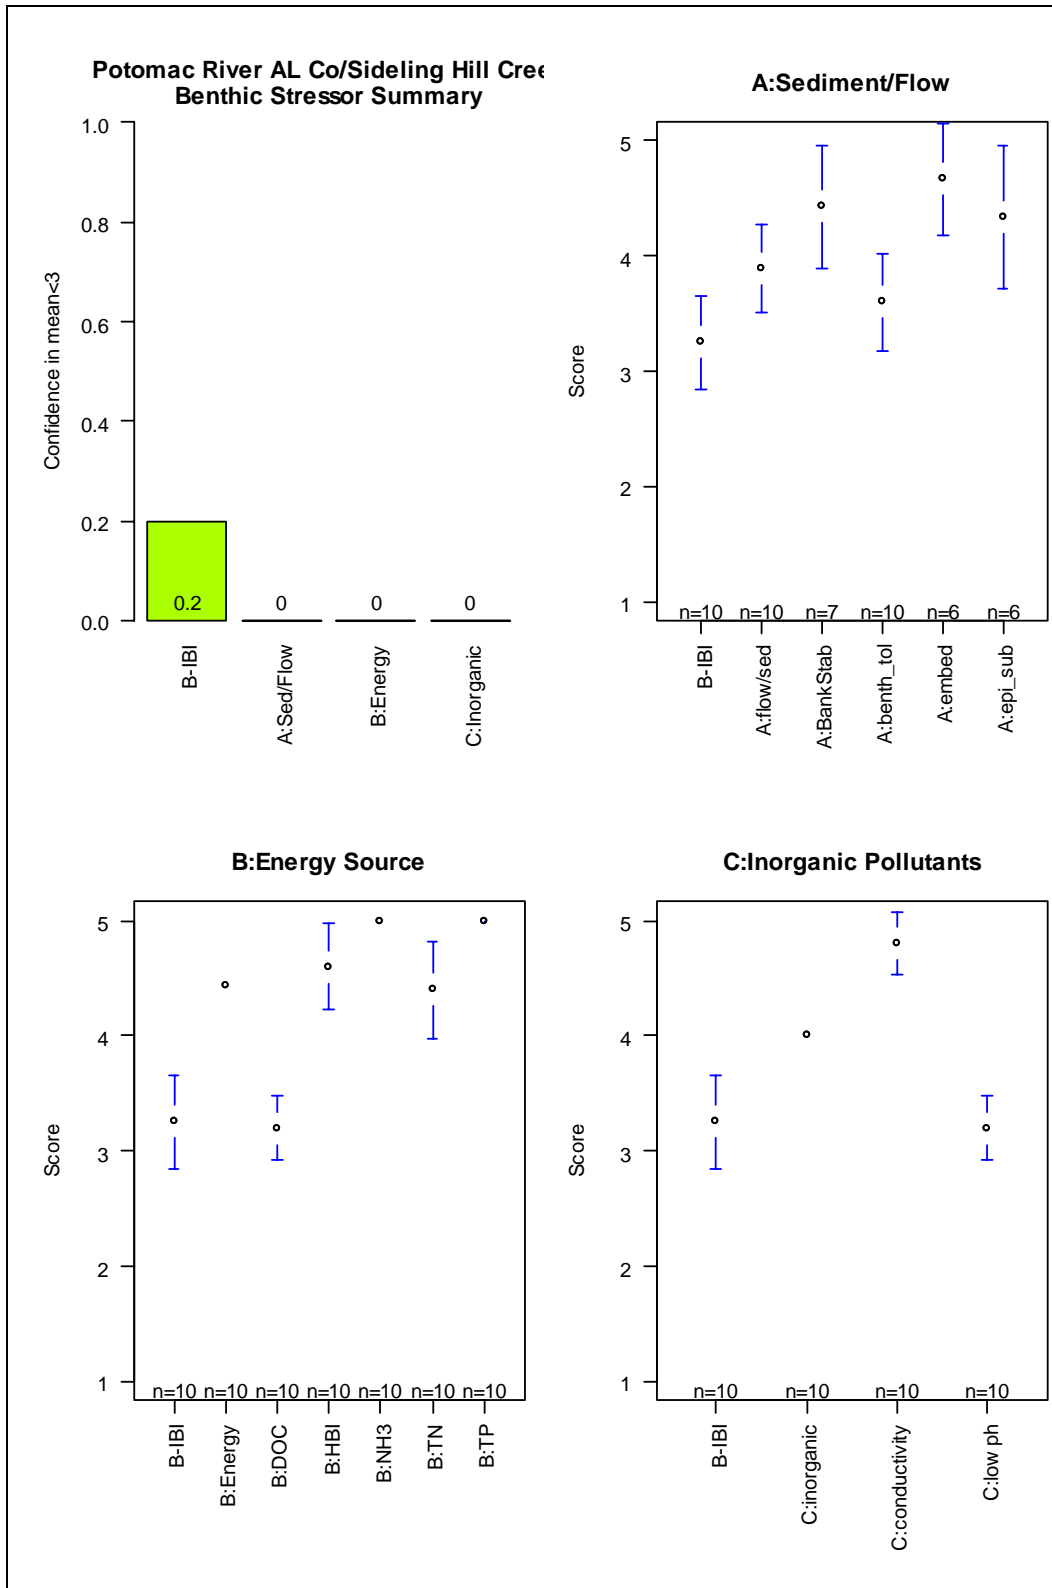 Potomac River AL Co/Sideling Hill Cree
Benthic Stressor Summary
Confidence in mean<3
1.0
0.8
0.6
0.4
0.2
0.0
0.2
0
0
0
B-IBI
A:Sed/Flow
B:Energy
C:Inorganic
A:Sediment/Flow
Score
5
4
3
2
1
n=10 n=10 n=7 n=10 n=6 n=6
B-IBI
A:flow/sed
A:BankStab
A:benth_tol
A:embed
A:epi_sub
B:Energy Source
Score
5
4
3
2
1
n=10 n=10 n=10 n=10 n=10 n=10 n=10
B-IBI
B:Energy
B:DOC
B:HBI
B:NH3
B:TN
B:TP
C:Inorganic Pollutants
Score
5
4
3
2
1
n=10 n=10 n=10 n=10
B-IBI
C:inorganic
C:conductivity
C:low ph